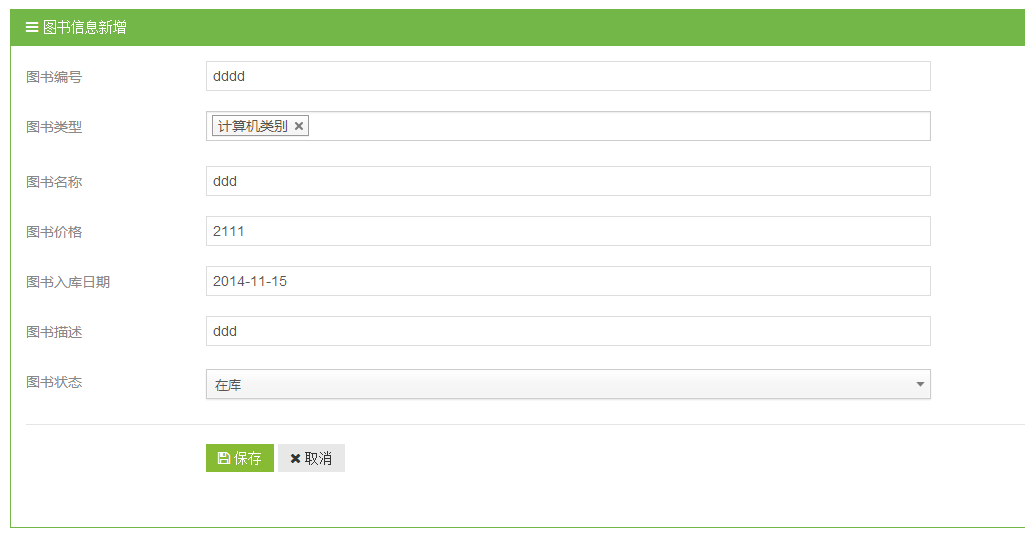 图书信息新增
图书编号 dddd
图书类型 计算机类别
图书名称 ddd
图书价格 2111
图书入库日期 2014-11-15
图书描述 ddd
图书状态 在库
保存 取消